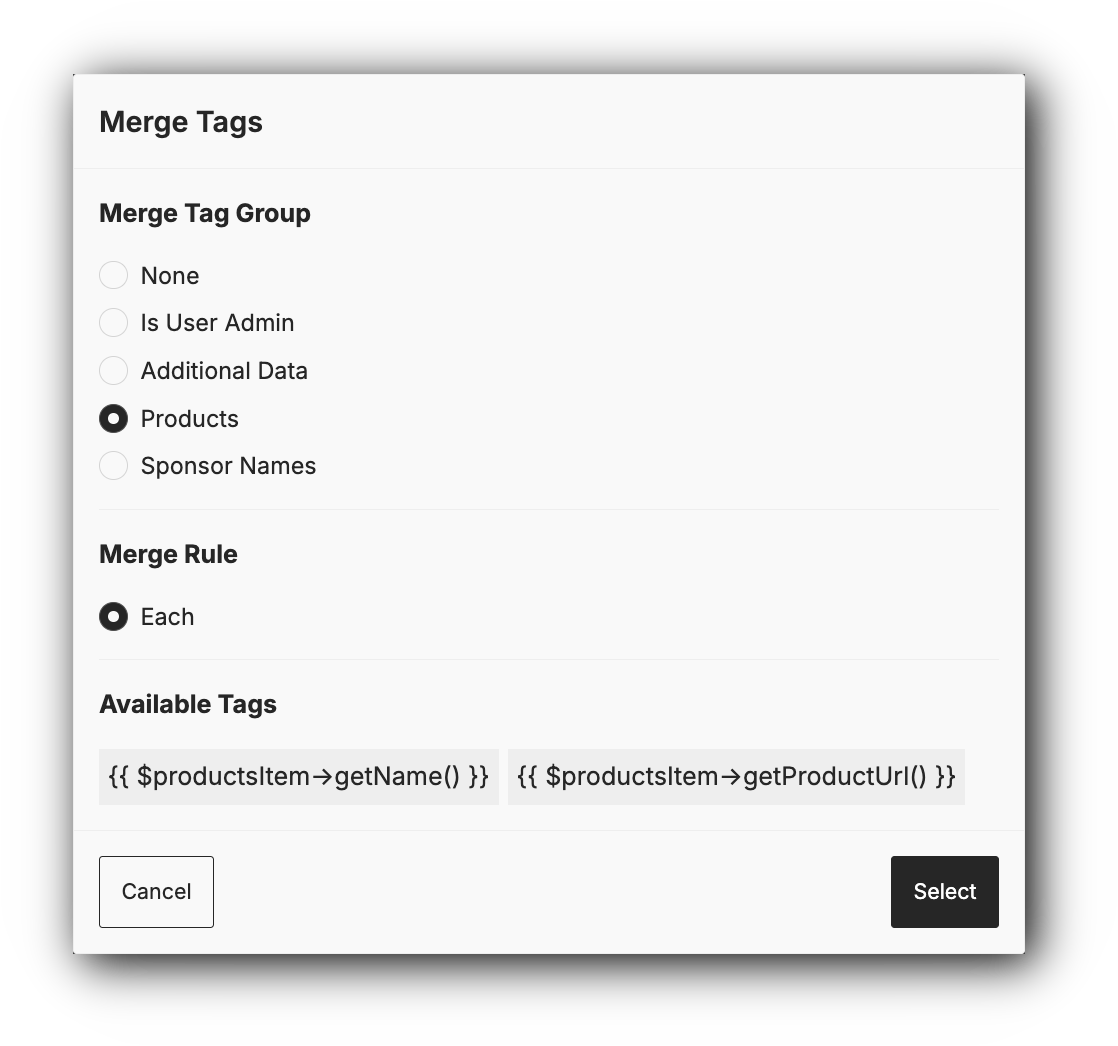 Merge Tags
Merge Tag Group
None
Is User Admin
Additional Data
Products
Sponsor Names
Merge Rule
Each
Available Tags
{{ $productsItem->getName() }} {{ $productsItem->getProductUrl() }}
Cancel Select